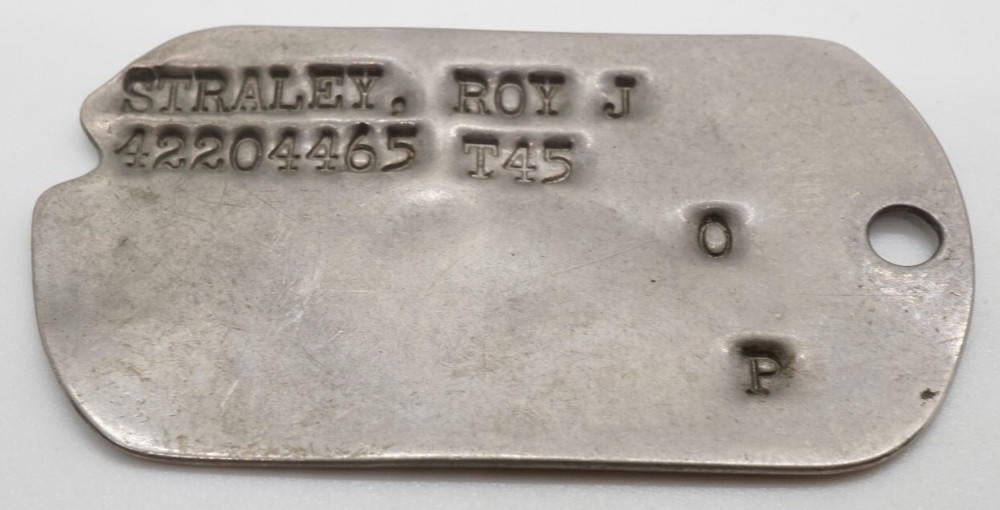 STRALEY, ROY J
42204465 T45
O
P